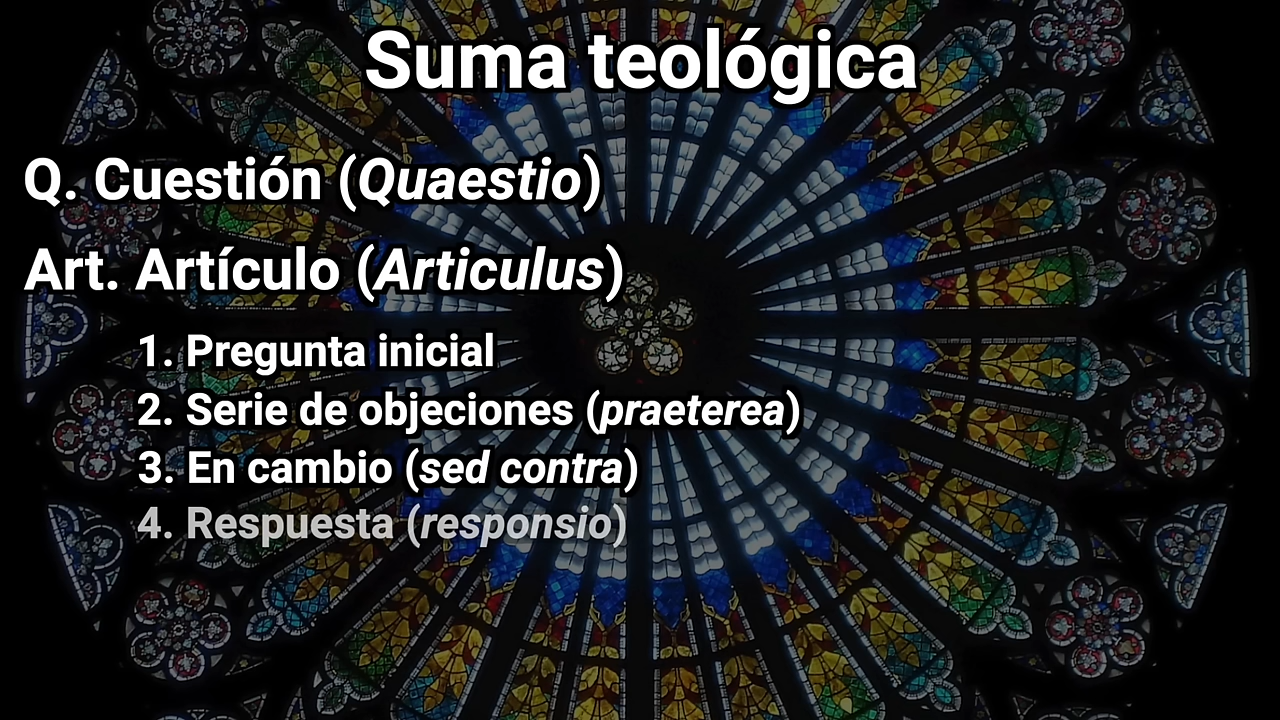 Suma teológica
Q. Cuestión (Quaestio)
Art. Artículo (Articulus)
1. Pregunta inicial
2. Serie de objeciones (praeterea)
3. En cambio (sed contra)
4. Respuesta (responsio)